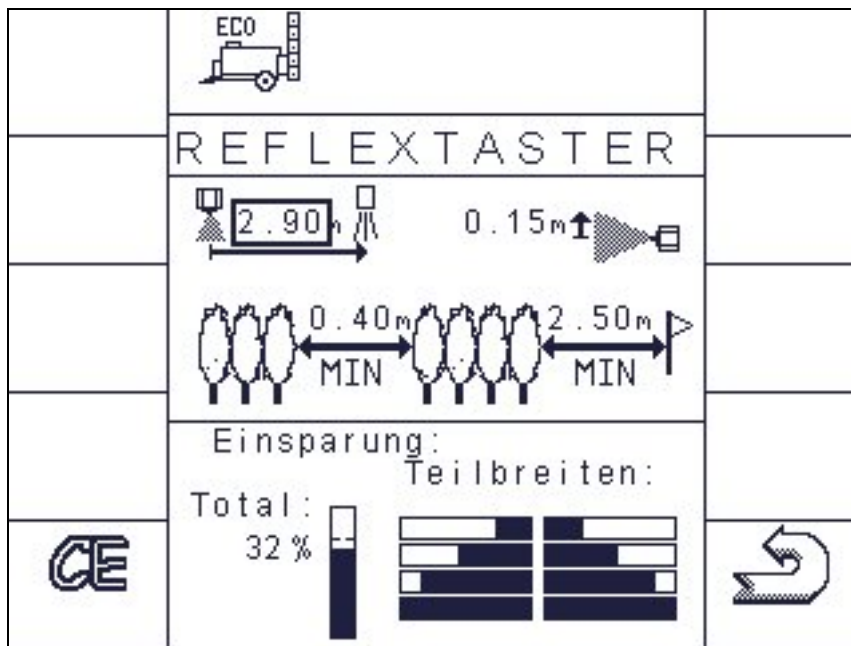 ECO
REFLEXTASTER
2.90m 0.15m
0.40m 2.50m
MIN MIN
Einsparung:
Teilbreiten:
Total:
32%
CE